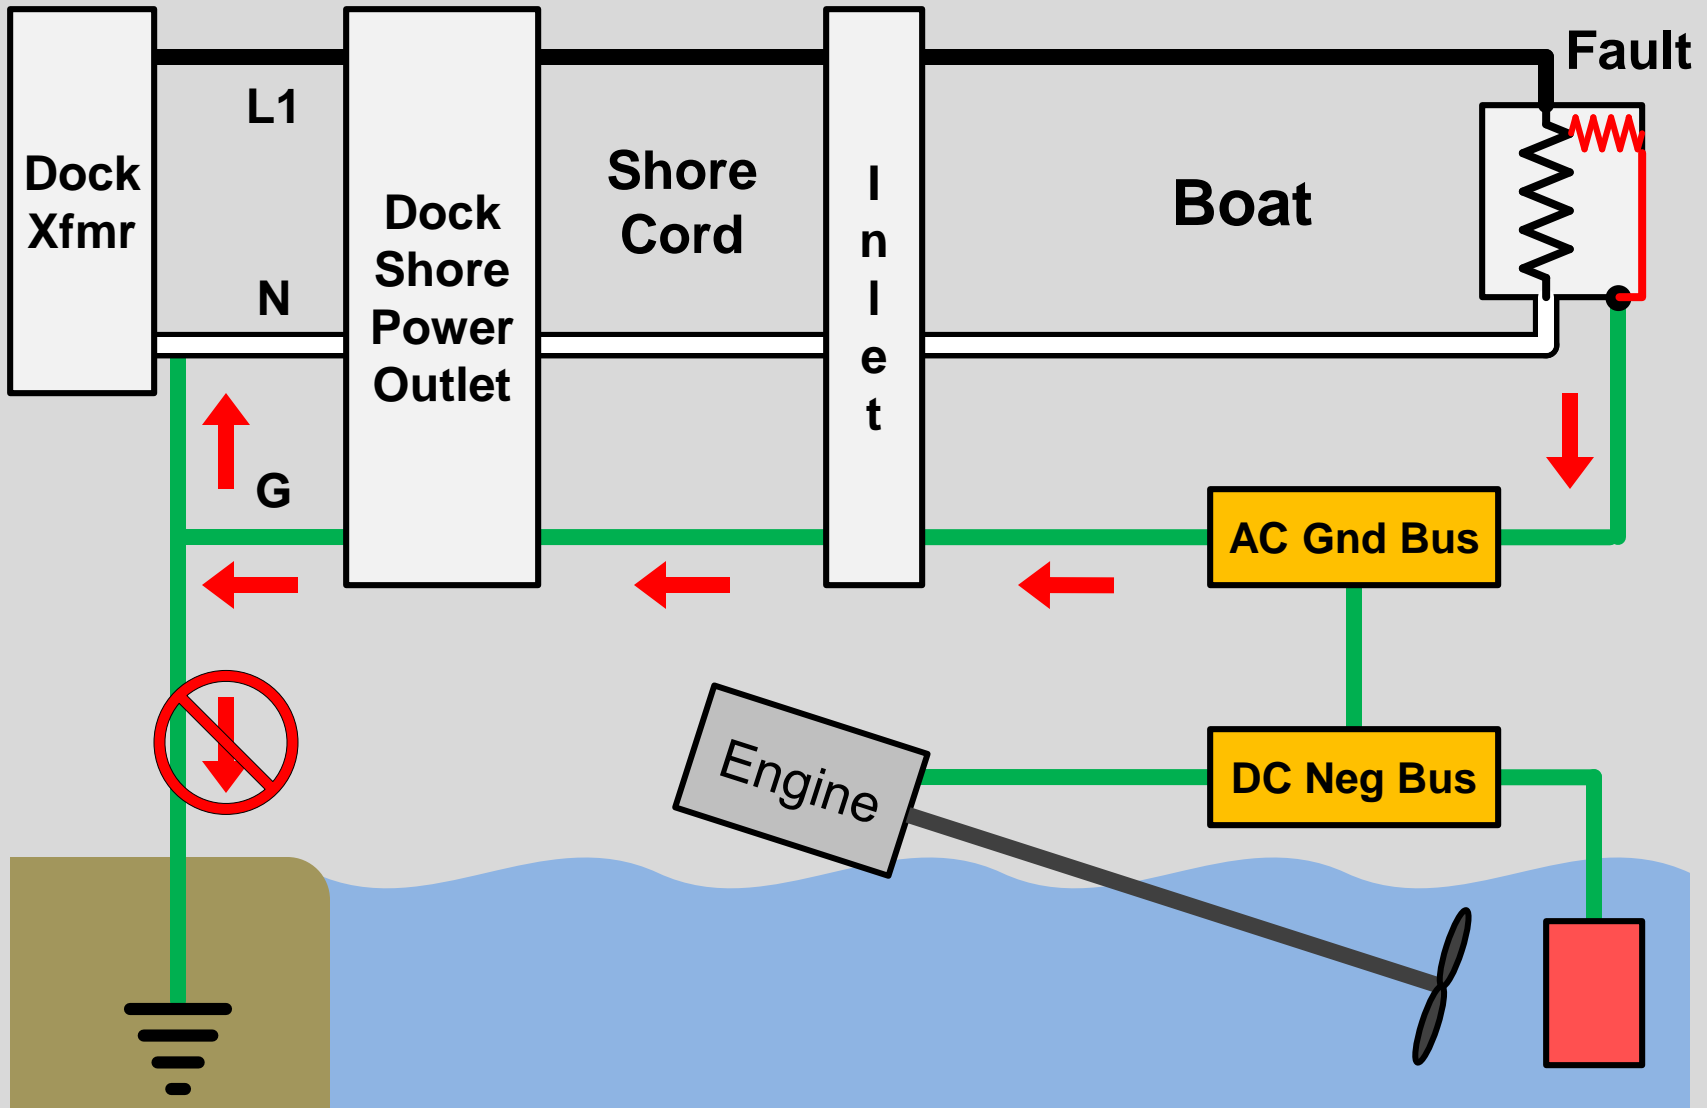 Fault
L1
Dock
Xfmr
N
G
Dock
Shore
Power
Outlet
Shore
Cord
I
n
l
e
t
Boat
AC Gnd Bus
Engine
DC Neg Bus